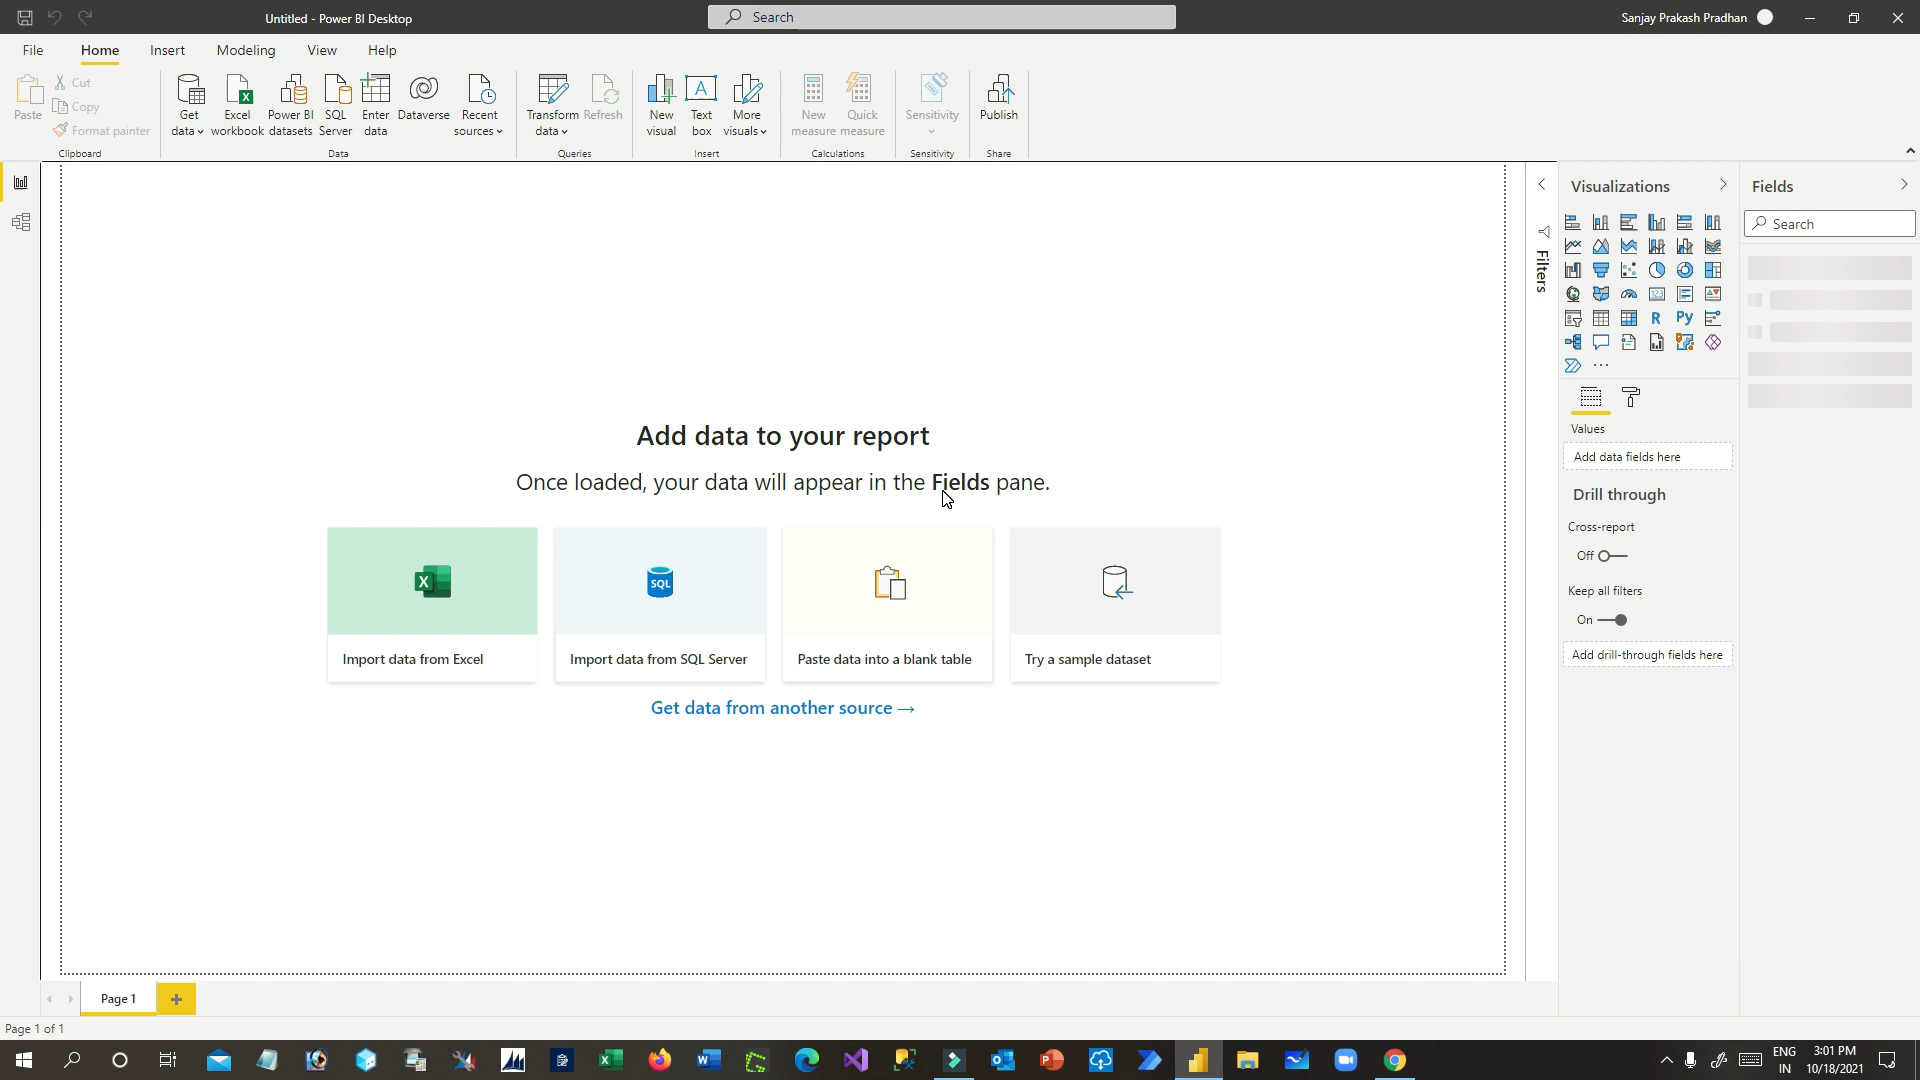 Untitled - Power BI Desktop
Search
Sanjay Prakash Pradhan
File
Home
Insert
Modeling
View
Help
Paste
Cut
Copy
Format painter
Clipboard
Get data
Excel workbook
Power BI datasets
SQL Server
Enter data
Dataverse
Recent sources
Data
Transform data
Refresh
Queries
New visual
Text box
More visuals
Insert
New measure
Quick measure
Calculations
Sensitivity
Sensitivity
Publish
Share
Filters
Visualizations
R
Py
Values
Add data fields here
Drill through
Cross-report
Off
Keep all filters
On
Add drill-through fields here
Fields
Search
Add data to your report
Once loaded, your data will appear in the Fields pane.
SQL
Import data from Excel
Import data from SQL Server
Paste data into a blank table
Try a sample dataset
Get data from another source →
Page 1
Page 1 of 1
ENG
IN
3:01 PM
10/18/2021